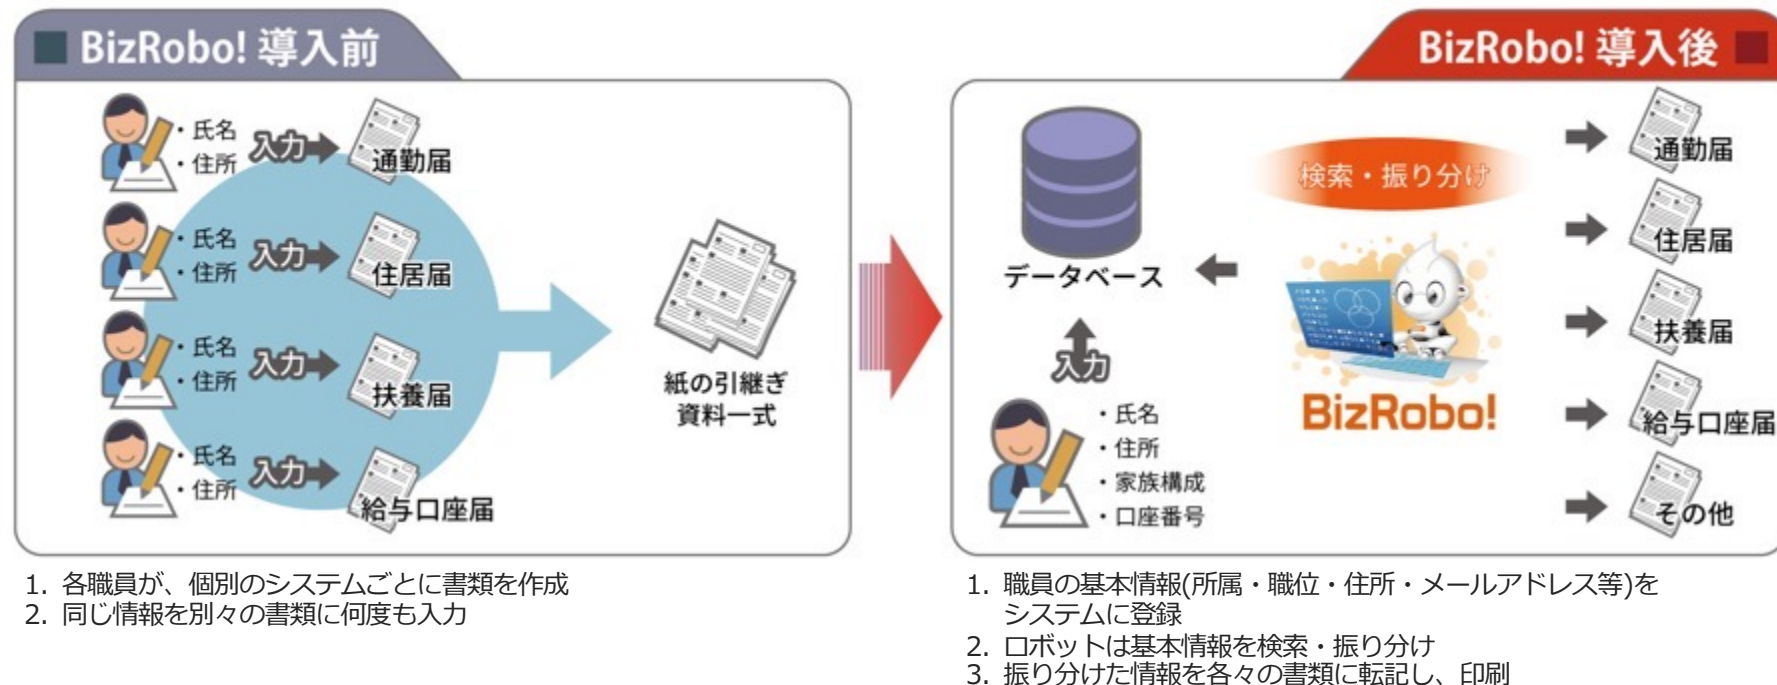 BizRobo! 導入前
・氏名
・住所
入力
通勤届
・氏名
・住所
入力
住居届
・氏名
・住所
入力
扶養届
・氏名
・住所
入力
給与口座届
紙の引継ぎ
資料一式
1. 各職員が、個別のシステムごとに書類を作成
2. 同じ情報を別々の書類に何度も入力
BizRobo! 導入後
データベース
入力
・氏名
・住所
・家族構成
・口座番号
検索・振り分け
BizRobo!
通勤届
住居届
扶養届
給与口座届
その他
1. 職員の基本情報(所属・職位・住所・メールアドレス等)を
システムに登録
2. ロボットは基本情報を検索・振り分け
3. 振り分けた情報を各々の書類に転記し、印刷